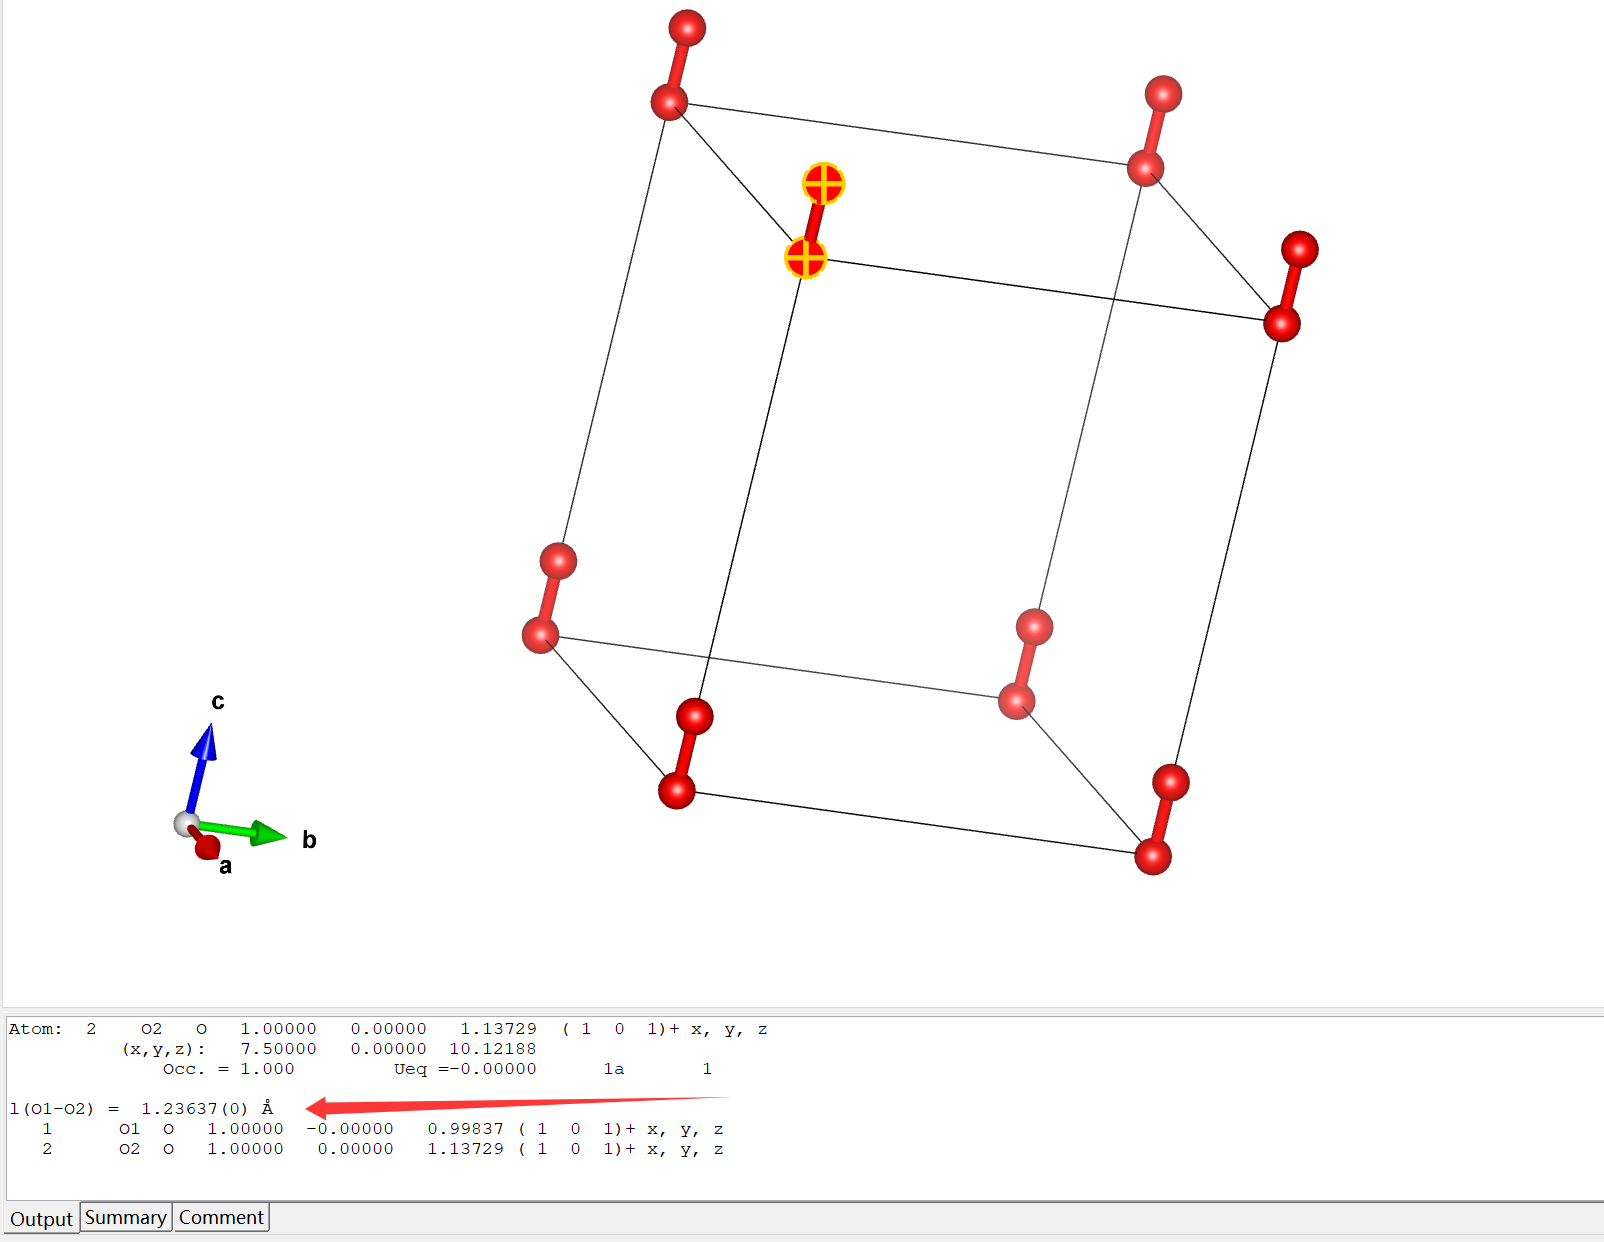 c
b
a
Atom: 2 O2 O 1.00000 0.00000 1.13729 ( 1 0 1)+ x, y, z
(x,y,z): 7.50000 0.00000 10.12188
Occ. = 1.000 Ueq =-0.00000 1a 1
l(O1-O2) = 1.23637(0) Å
1 O1 O 1.00000 -0.00000 0.99837 ( 1 0 1)+ x, y, z
2 O2 O 1.00000 0.00000 1.13729 ( 1 0 1)+ x, y, z
Output Summary Comment